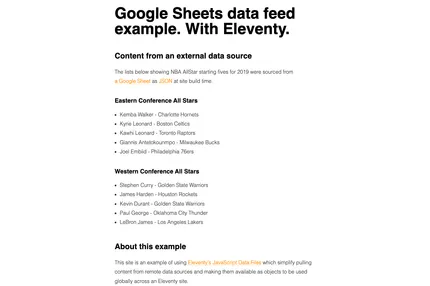 Google Sheets data feed
example. With Eleventy.
Content from an external data source
The lists below showing NBA AllStar starting fives for 2019 were sourced from
a Google Sheet as JSON at site build time.
Eastern Conference All Stars
• Kemba Walker - Charlotte Hornets
• Kyrie Leonard - Boston Celtics
• Kawhi Leonard - Toronto Raptors
• Giannis Antetokounmpo - Milwaukee Bucks
• Joel Embiid - Philadelphia 76ers
Western Conference All Stars
• Stephen Curry - Golden State Warriors
• James Harden - Houston Rockets
• Kevin Durant - Golden State Warriors
• Paul George - Oklahoma City Thunder
• LeBron James - Los Angeles Lakers
About this example
This site is an example of using Eleventy's JavaScript Data Files which simplify pulling
content from remote data sources and making them available as objects to be used
globally across an Eleventy site.